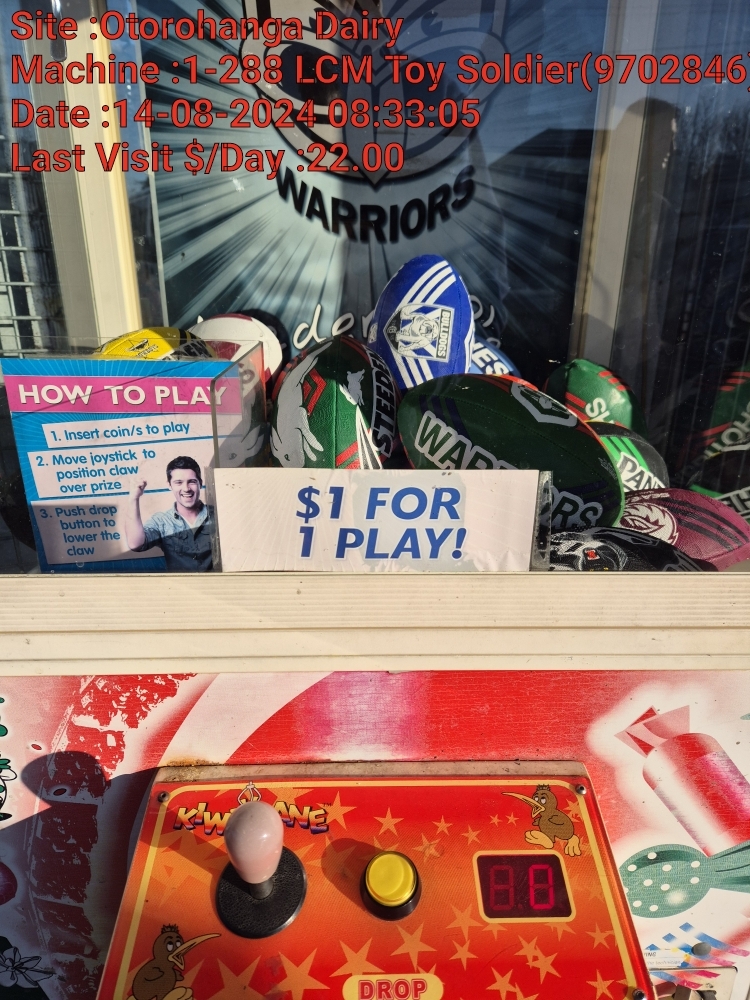 Site :Otorohanga Dairy
Machine :1-288 LCM Toy Soldier(9702846)
Date :14-08-2024 08:33:05
Last Visit $/Day :22.00
WARRIORS
BULLDOGS
HOW TO PLAY
1. Insert coin/s to play
2. Move joystick to
position claw
over prize
3. Push drop
button to
lower the
claw
WARRIORS
$1 FOR
1 PLAY!
DROP